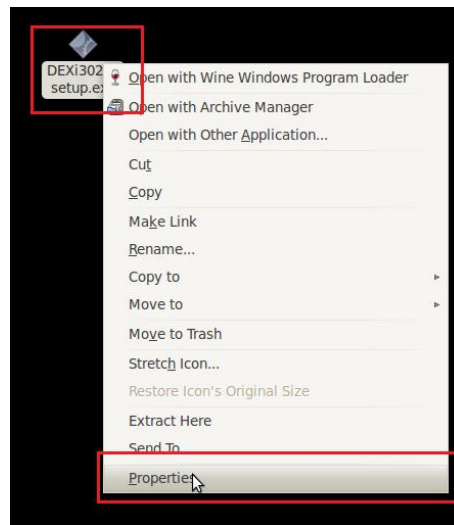 DEXi302
setup.ex
Open with Wine Windows Program Loader
Open with Archive Manager
Open with Other Application...
Cut
Copy
Make Link
Rename...
Copy to
Move to
Move to Trash
Stretch Icon...
Restore Icon's Original Size
Extract Here
Send To
Properties